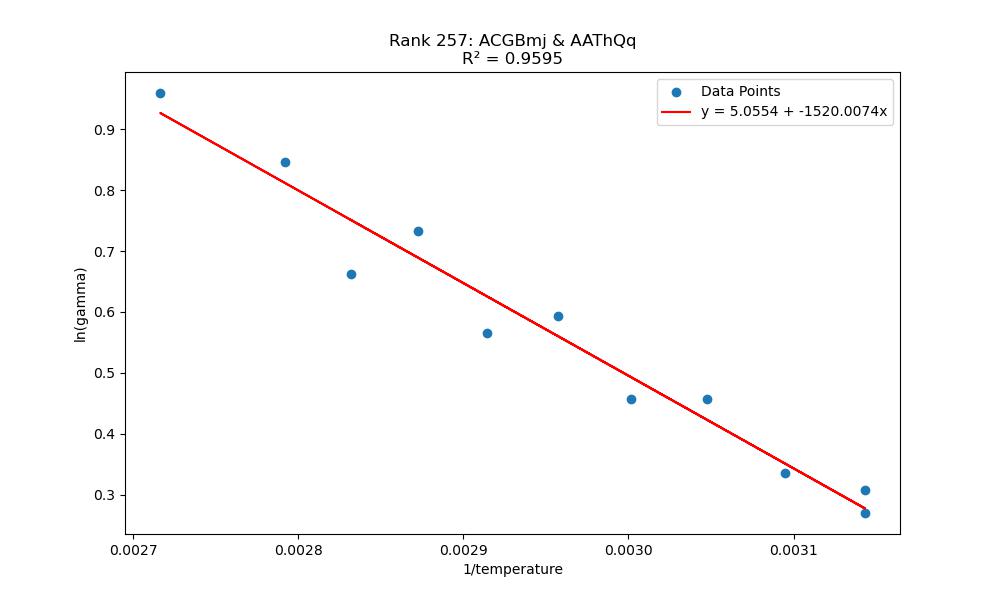 Rank 257: ACGBmj & AAThQq
R² = 0.9595
Data Points
y = 5.0554 + -1520.0074x
ln(gamma)
0.9
0.8
0.7
0.6
0.5
0.4
0.3
0.0027 0.0028 0.0029 0.0030 0.0031
1/temperature